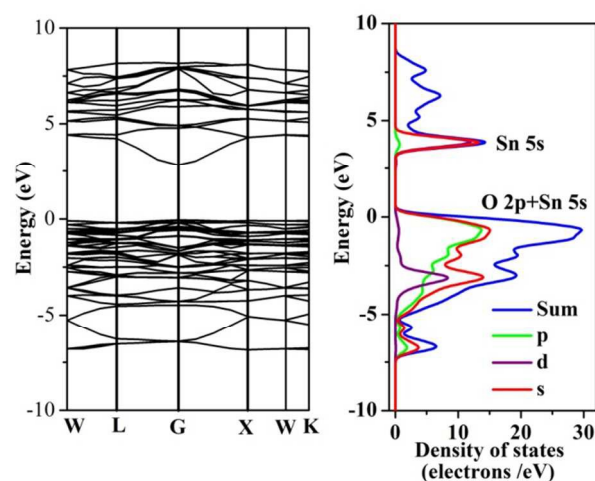 10
5
0
-5
-10
Energy (eV)
W L G X W K
10
5
0
-5
-10
Energy (eV)
Sn 5s
O 2p+Sn 5s
Sum
p
d
s
0 10 20 30
Density of states
(electrons /eV)